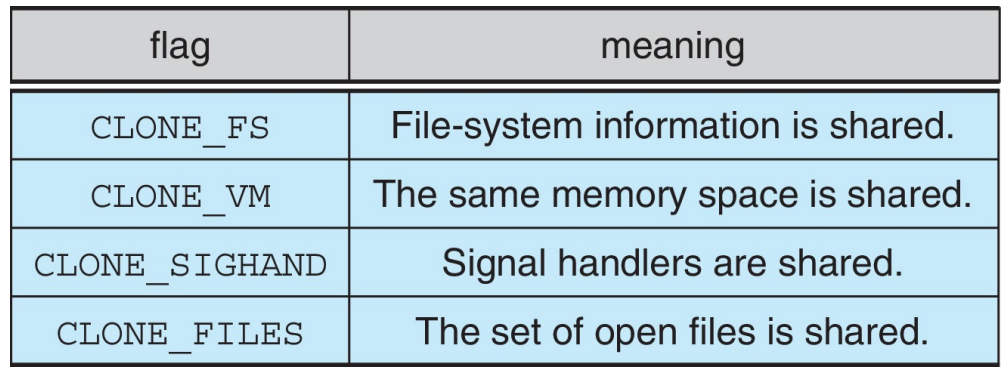 flag meaning
CLONE_FS File-system information is shared.
CLONE_VM The same memory space is shared.
CLONE_SIGHAND Signal handlers are shared.
CLONE_FILES The set of open files is shared.